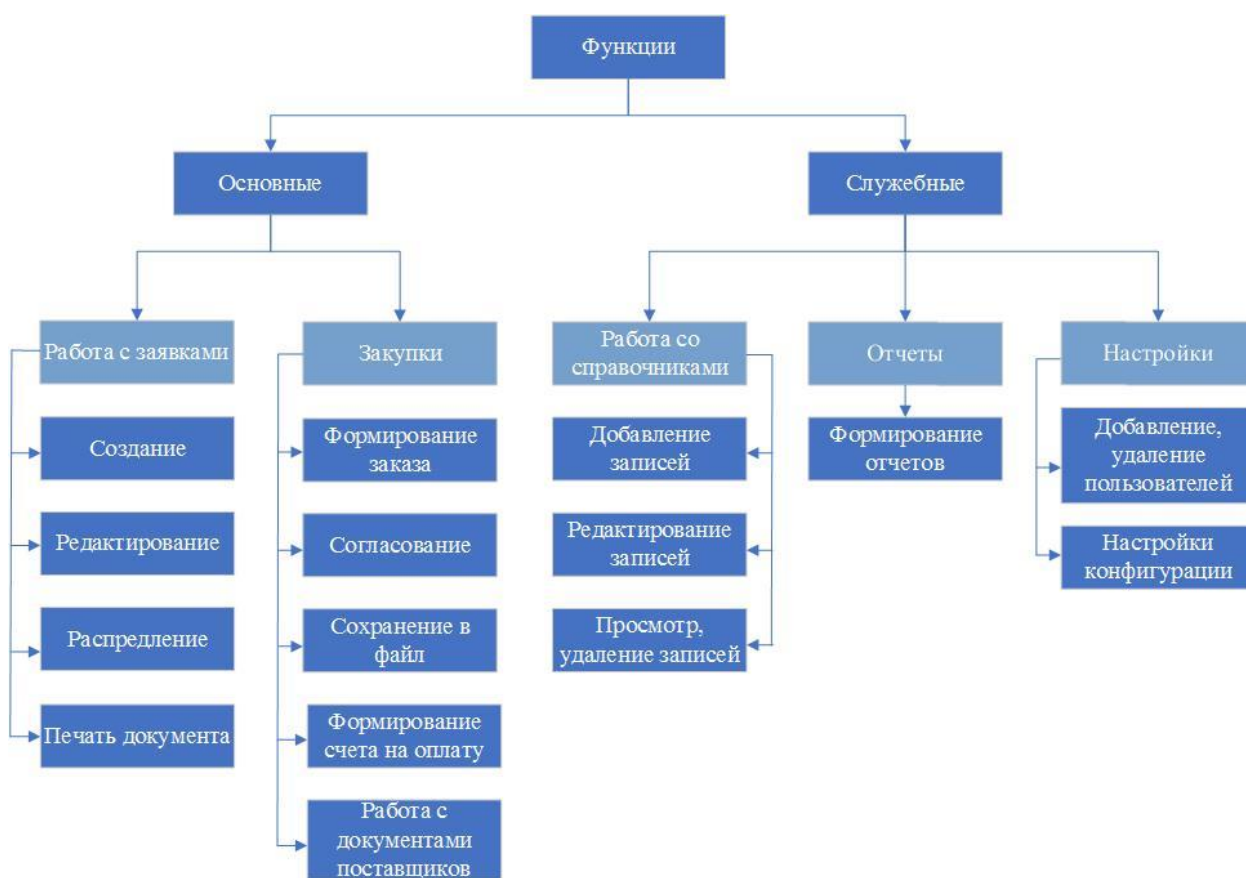 Функции
Основные
Служебные
Работа с заявками
Закупки
Работа со
справочниками
Отчеты
Настройки
Создание
Редактирование
Распредление
Печать документа
Формирование
заказа
Согласование
Сохранение в
файл
Формирование
счета на оплату
Работа с
документами
поставщиков
Добавление
записей
Редактирование
записей
Просмотр,
удаление записей
Формирование
отчетов
Добавление,
удаление
пользователей
Настройки
конфигурации